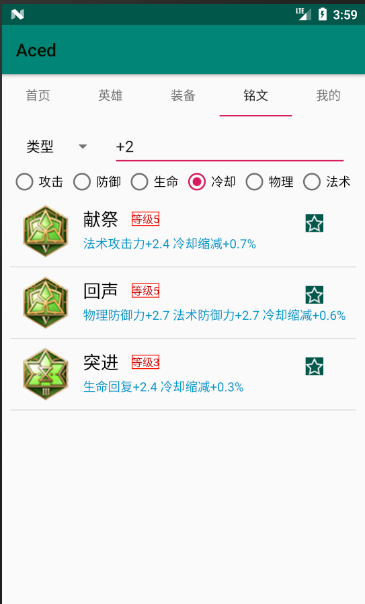 LTE 3:59
Aced
首页 英雄 装备 铭文 我的
类型 +2
攻击 防御 生命 冷却 物理 法术
献祭 等级5
法术攻击力+2.4 冷却缩减+0.7%
回声 等级5
物理防御力+2.7 法术防御力+2.7 冷却缩减+0.6%
突进 等级3
生命回复+2.4 冷却缩减+0.3%
III